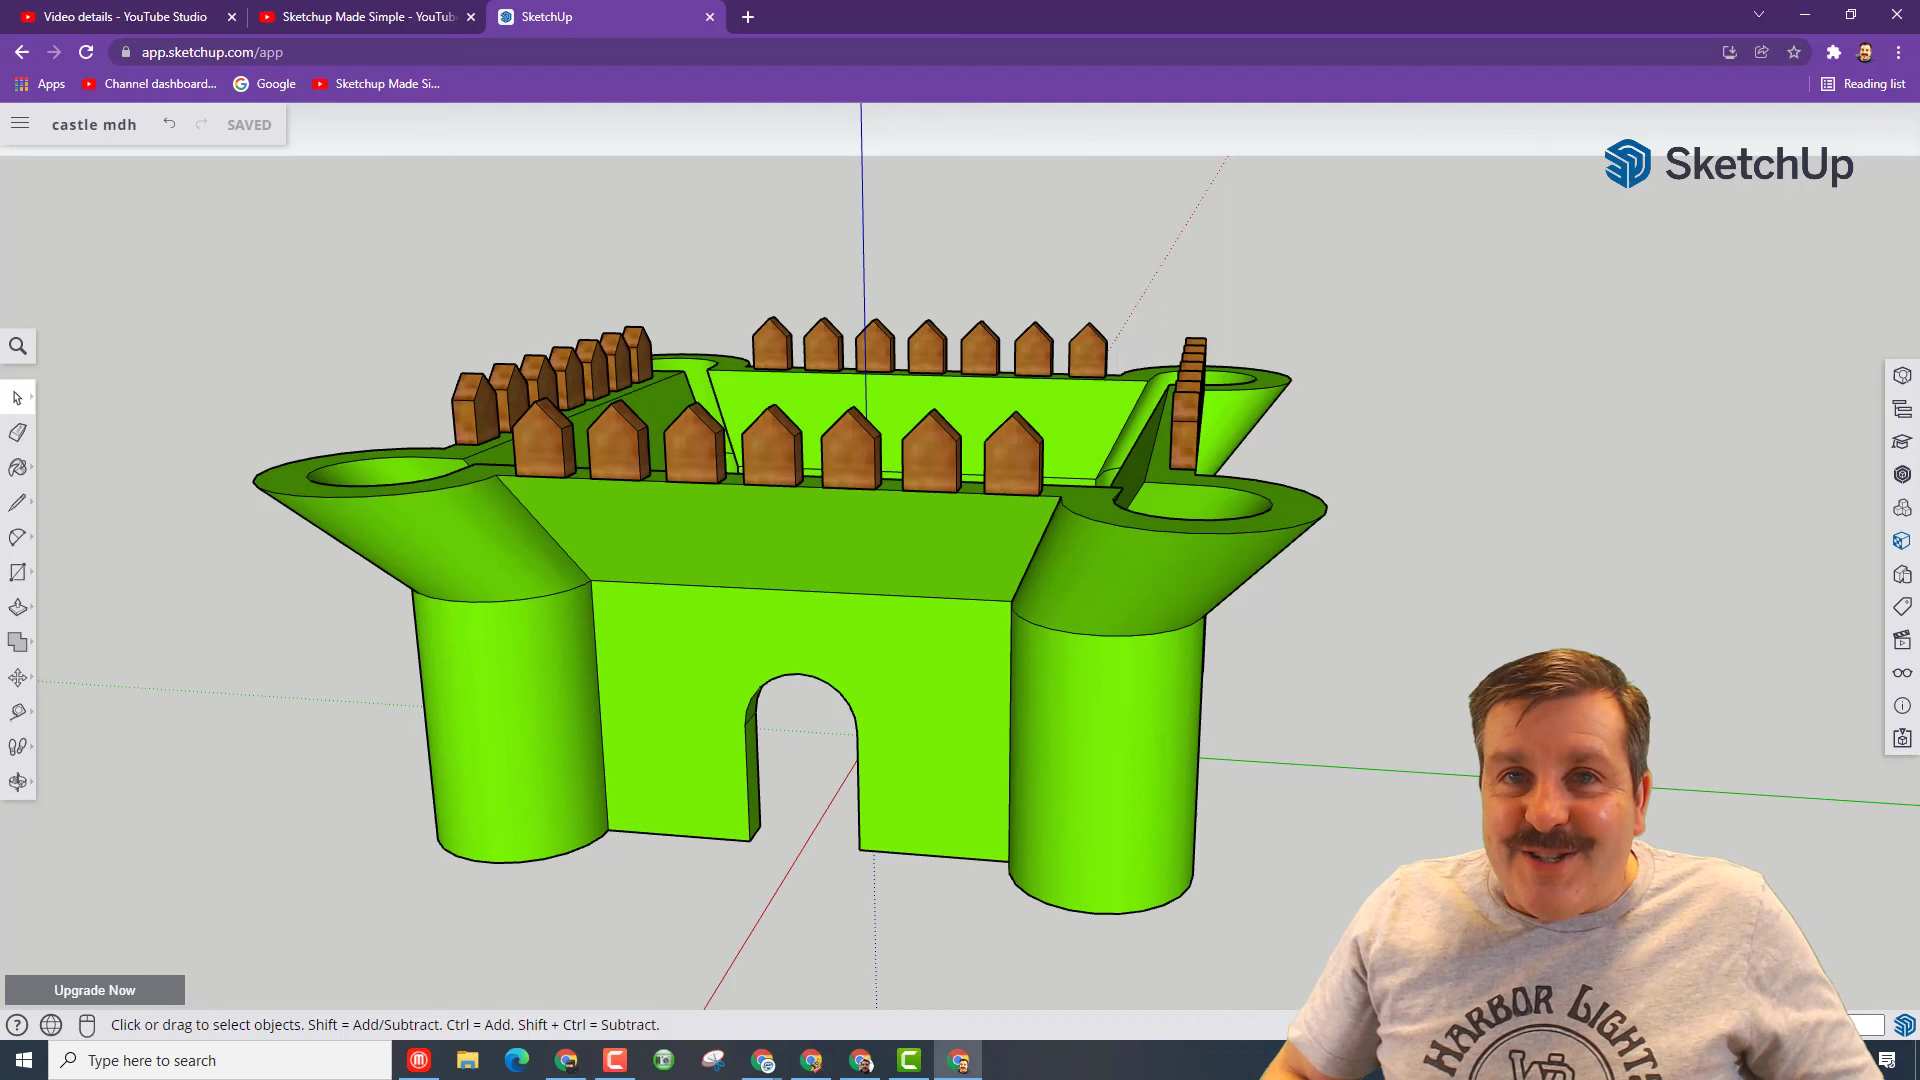 Video details - YouTube Studio
Sketchup Made Simple - YouTub
SketchUp
app.sketchup.com/app
Apps
Channel dashboard...
Google
Sketchup Made Si...
Reading list
castle mdh
SAVED
SketchUp
Upgrade Now
Click or drag to select objects. Shift = Add/Subtract. Ctrl = Add. Shift + Ctrl = Subtract.
Type here to search
HARBOR LIGHTS